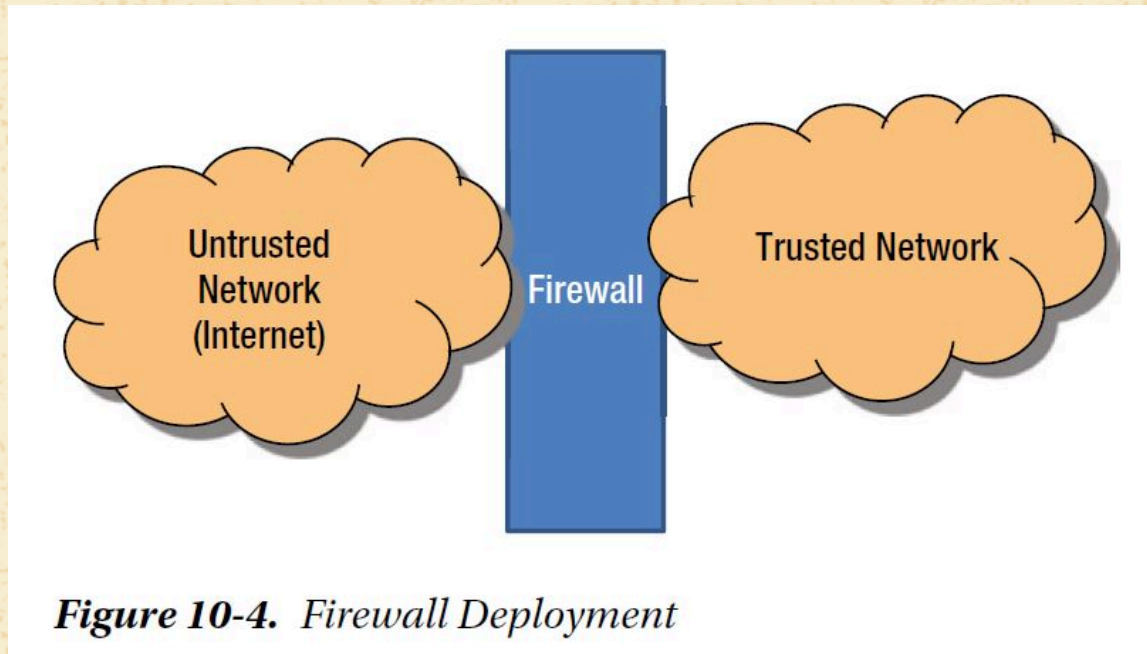 Untrusted
Network
(Internet)
Firewall
Trusted Network
Figure 10-4. Firewall Deployment